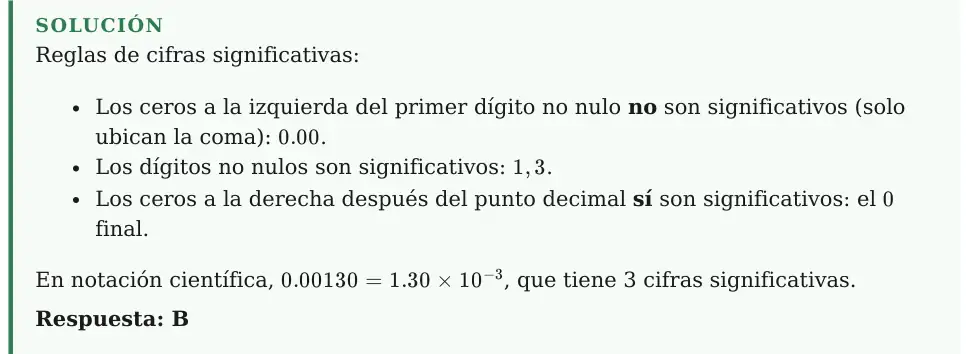 SOLUCIÓN
Reglas de cifras significativas:
• Los ceros a la izquierda del primer dígito no nulo no son significativos (solo
ubican la coma): 0.00.
• Los dígitos no nulos son significativos: 1, 3.
• Los ceros a la derecha después del punto decimal sí son significativos: el 0
final.
En notación científica, 0.00130 = 1.30 × 10⁻³, que tiene 3 cifras significativas.
Respuesta: B